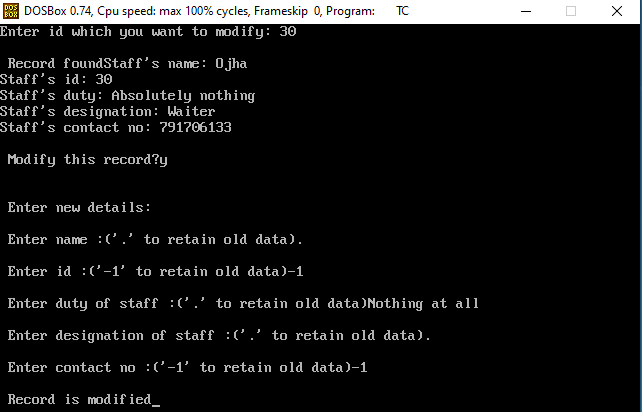 DOS BOX DOSBox 0.74, Cpu speed: max 100% cycles, Frameskip 0, Program: TC
Enter id which you want to modify: 30
Record foundStaff's name: Ojha
Staff's id: 30
Staff's duty: Absolutely nothing
Staff's designation: Waiter
Staff's contact no: 791706133
Modify this record?y
Enter new details:
Enter name :('.' to retain old data).
Enter id :('-1' to retain old data)-1
Enter duty of staff :('.' to retain old data)Nothing at all
Enter designation of staff :('.' to retain old data).
Enter contact no :('-1' to retain old data)-1
Record is modified_